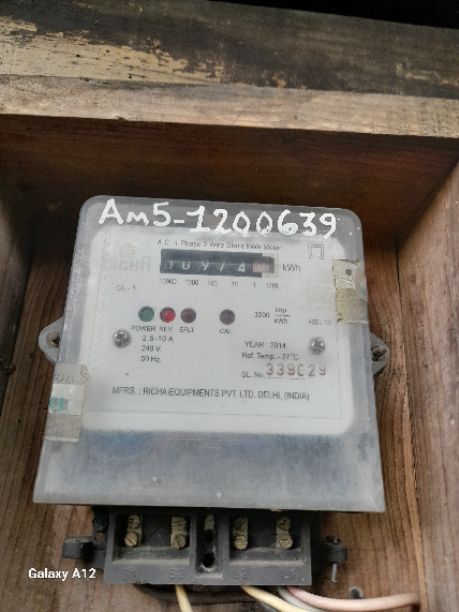 Am5-1200639
A C 1 Phase 2 Wire Static kWh Meter
RICHA
kWh
10000 1000 100 10 1 1/10
CL - 1
POWER REV. EFLT CAL
3200 imp/kWh
2.5-10 A
240 V.
50 Hz.
YEAR 2014
Ref. Temp. - 27°C
SL. No. 339029
MFRS. : RICHA EQUIPMENTS PVT. LTD. DELHI, (INDIA)
Galaxy A12